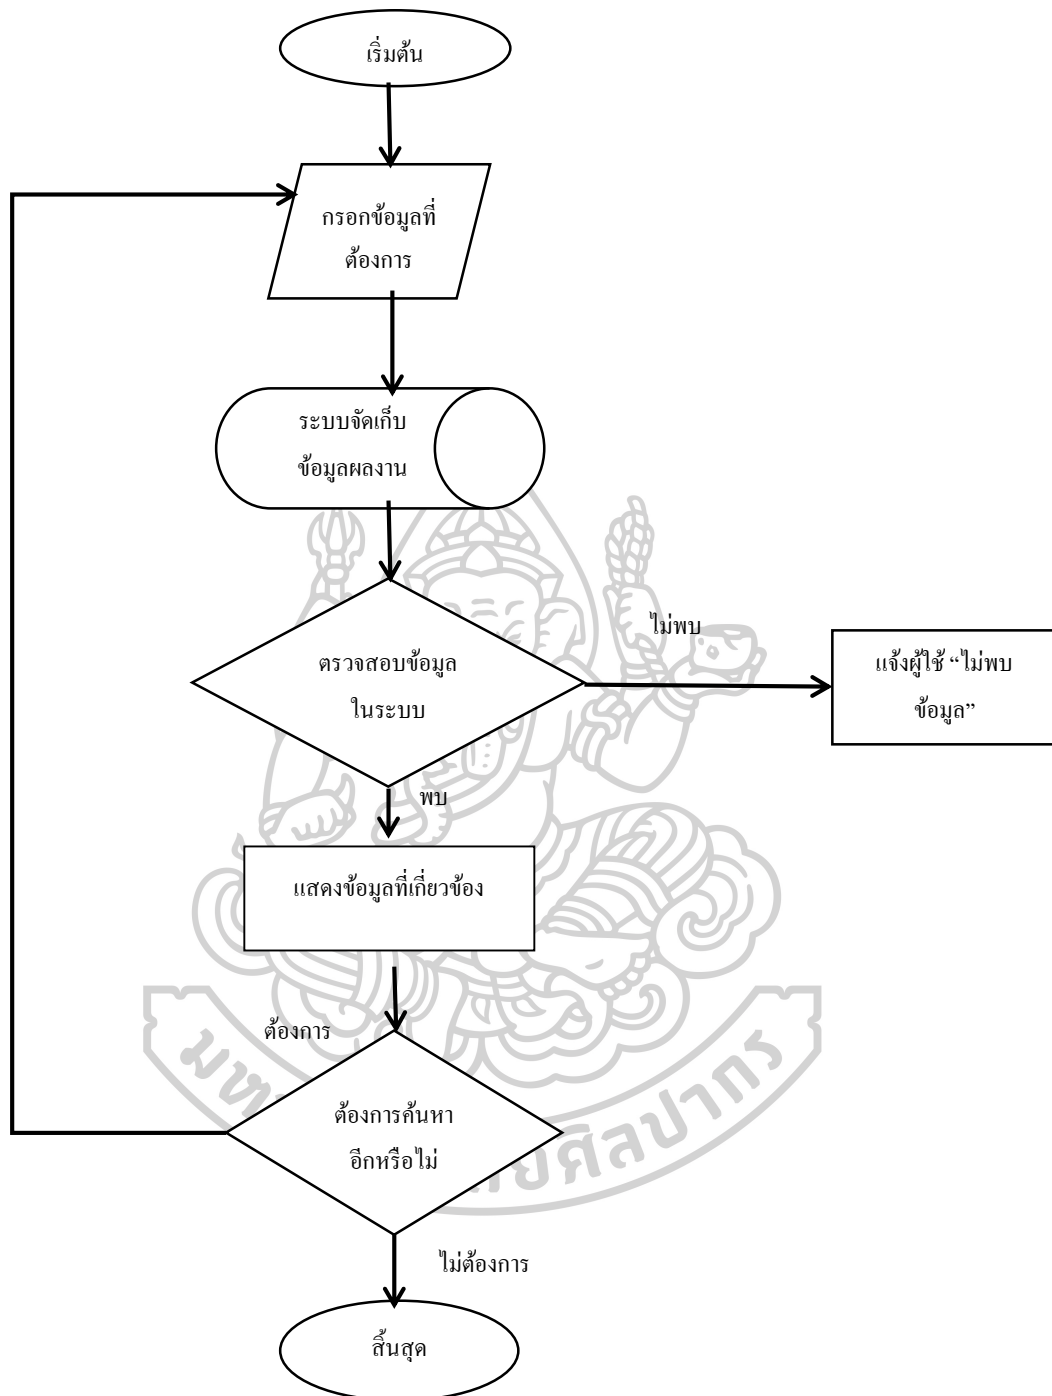 เริ่มต้น
กรอกข้อมูลที่
ต้องการ
ระบบจัดเก็บ
ข้อมูลผลงาน
ตรวจสอบข้อมูล
ในระบบ
ไม่พบ
แจ้งผู้ใช้ “ไม่พบ
ข้อมูล”
พบ
แสดงข้อมูลที่เกี่ยวข้อง
ต้องการ
ต้องการค้นหา
อีกหรือไม่
ไม่ต้องการ
สิ้นสุด